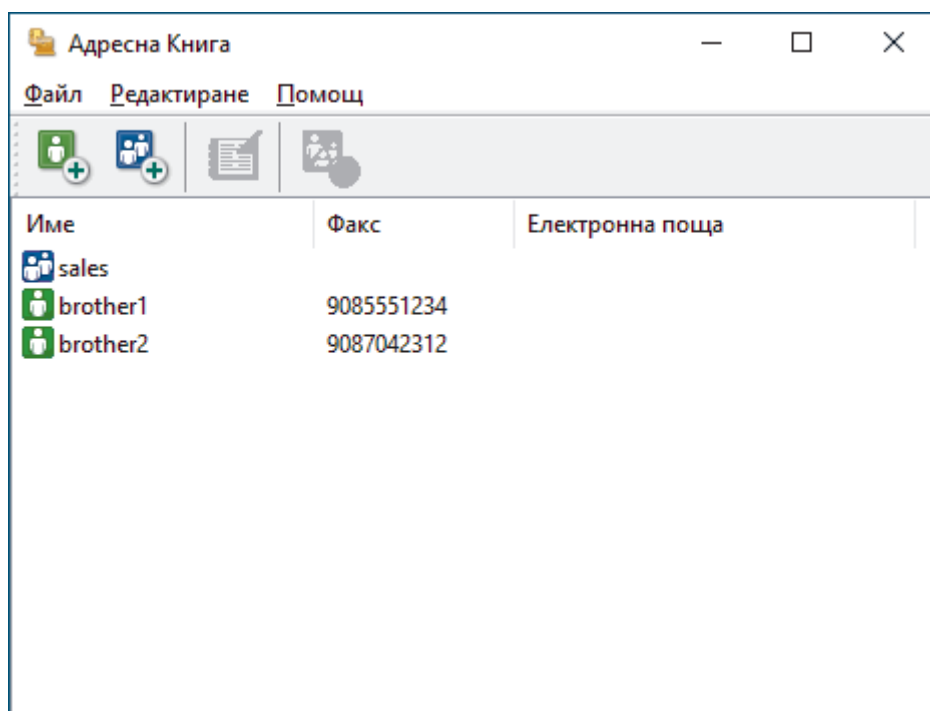 Адресна Книга
Файл Редактиране Помощ
Име Факс Електронна поща
sales
brother1 9085551234
brother2 9087042312